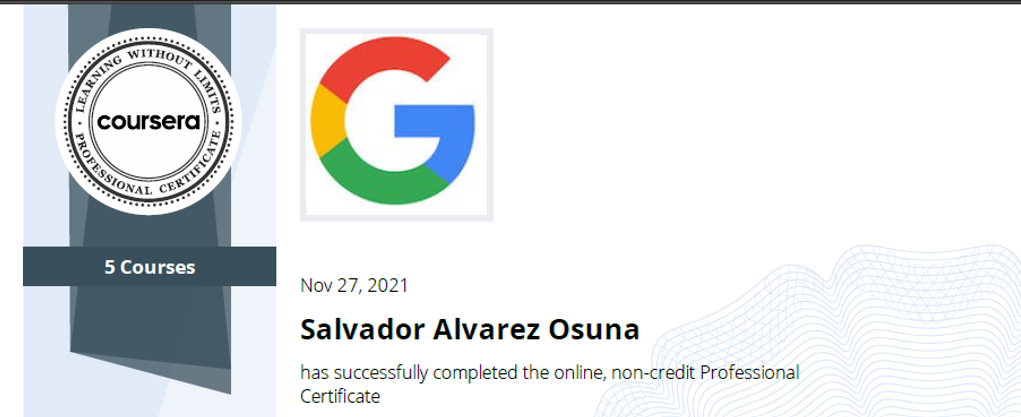 LEARNING WITHOUT LIMITS
coursera
PROFESSIONAL CERTIFICATE
5 Courses
Nov 27, 2021
Salvador Alvarez Osuna
has successfully completed the online, non-credit Professional
Certificate